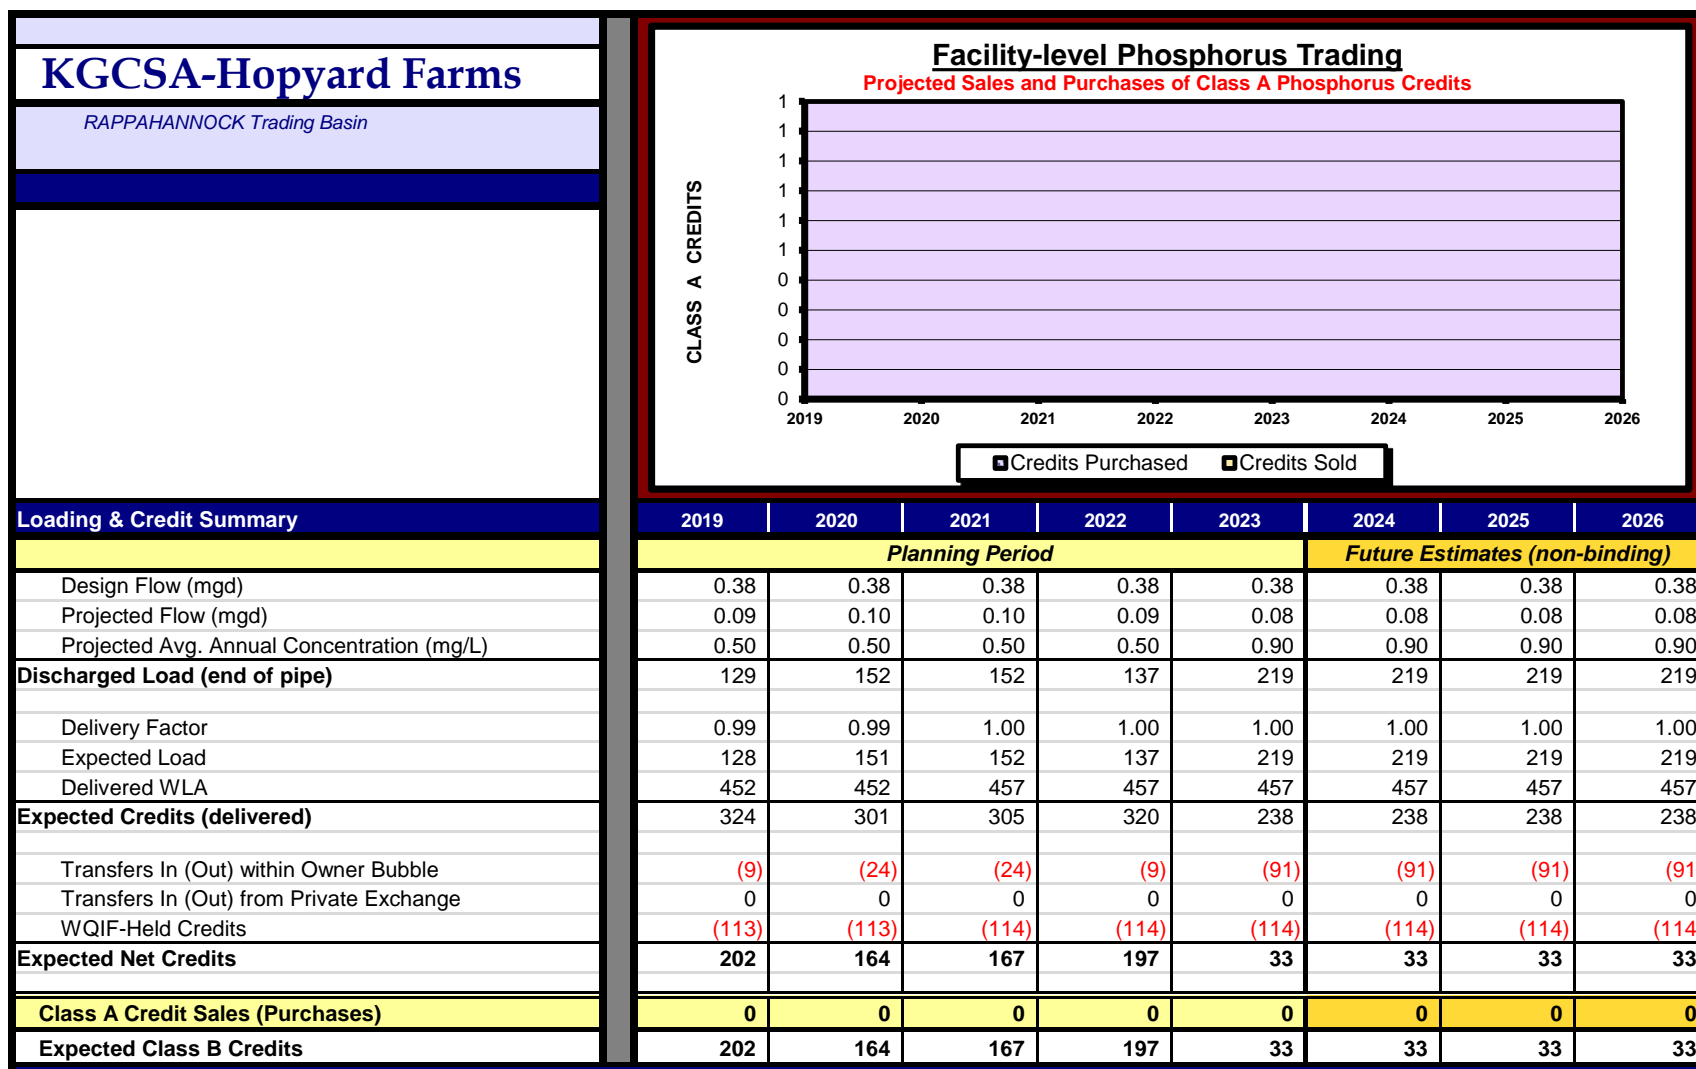 KGCSA-Hopyard Farms
RAPPAHANNOCK Trading Basin
Facility-level Phosphorus Trading
Projected Sales and Purchases of Class A Phosphorus Credits
CLASS A CREDITS
1
1
1
1
1
1
0
0
0
0
0
2019 2020 2021 2022 2023 2024 2025 2026
Credits Purchased Credits Sold
Loading & Credit Summary 2019 2020 2021 2022 2023 2024 2025 2026
Planning Period Future Estimates (non-binding)
Design Flow (mgd) 0.38 0.38 0.38 0.38 0.38 0.38 0.38 0.38
Projected Flow (mgd) 0.09 0.10 0.10 0.09 0.08 0.08 0.08 0.08
Projected Avg. Annual Concentration (mg/L) 0.50 0.50 0.50 0.50 0.90 0.90 0.90 0.90
Discharged Load (end of pipe) 129 152 152 137 219 219 219 219
Delivery Factor 0.99 0.99 1.00 1.00 1.00 1.00 1.00 1.00
Expected Load 128 151 152 137 219 219 219 219
Delivered WLA 452 452 457 457 457 457 457 457
Expected Credits (delivered) 324 301 305 320 238 238 238 238
Transfers In (Out) within Owner Bubble (9) (24) (24) (9) (91) (91) (91) (91
Transfers In (Out) from Private Exchange 0 0 0 0 0 0 0 0
WQIF-Held Credits (113) (113) (114) (114) (114) (114) (114) (114
Expected Net Credits 202 164 167 197 33 33 33 33
Class A Credit Sales (Purchases) 0 0 0 0 0 0 0 0
Expected Class B Credits 202 164 167 197 33 33 33 33